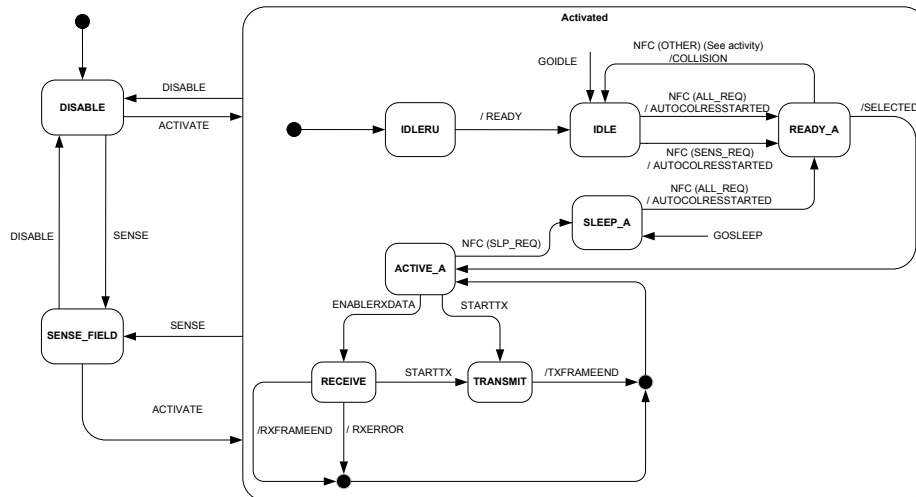 Activated
NFC (OTHER) (See activity)
/COLLISION
GOIDLE
DISABLE
NFC (ALL_REQ)
/ AUTOCOLRESSTARTED
/SELECTED
DISABLE
ACTIVATE
IDLERU
/ READY
IDLE
READY_A
NFC (SENS_REQ)
/ AUTOCOLRESSTARTED
NFC (ALL_REQ)
/ AUTOCOLRESSTARTED
SLEEP_A
DISABLE
SENSE
NFC (SLP_REQ)
GOSLEEP
ACTIVE_A
ENABLERXDATA
STARTTX
SENSE_FIELD
SENSE
RECEIVE
STARTTX
TRANSMIT
/TXFRAMEEND
ACTIVATE
/RXFRAMEEND
/ RXERROR